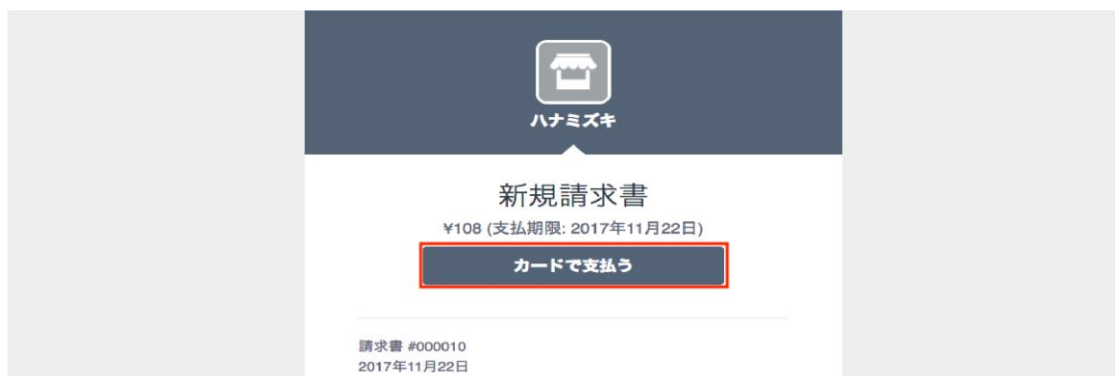 ハナミズキ
新規請求書
¥108 (支払期限: 2017年11月22日)
カードで支払う
請求書 #000010
2017年11月22日